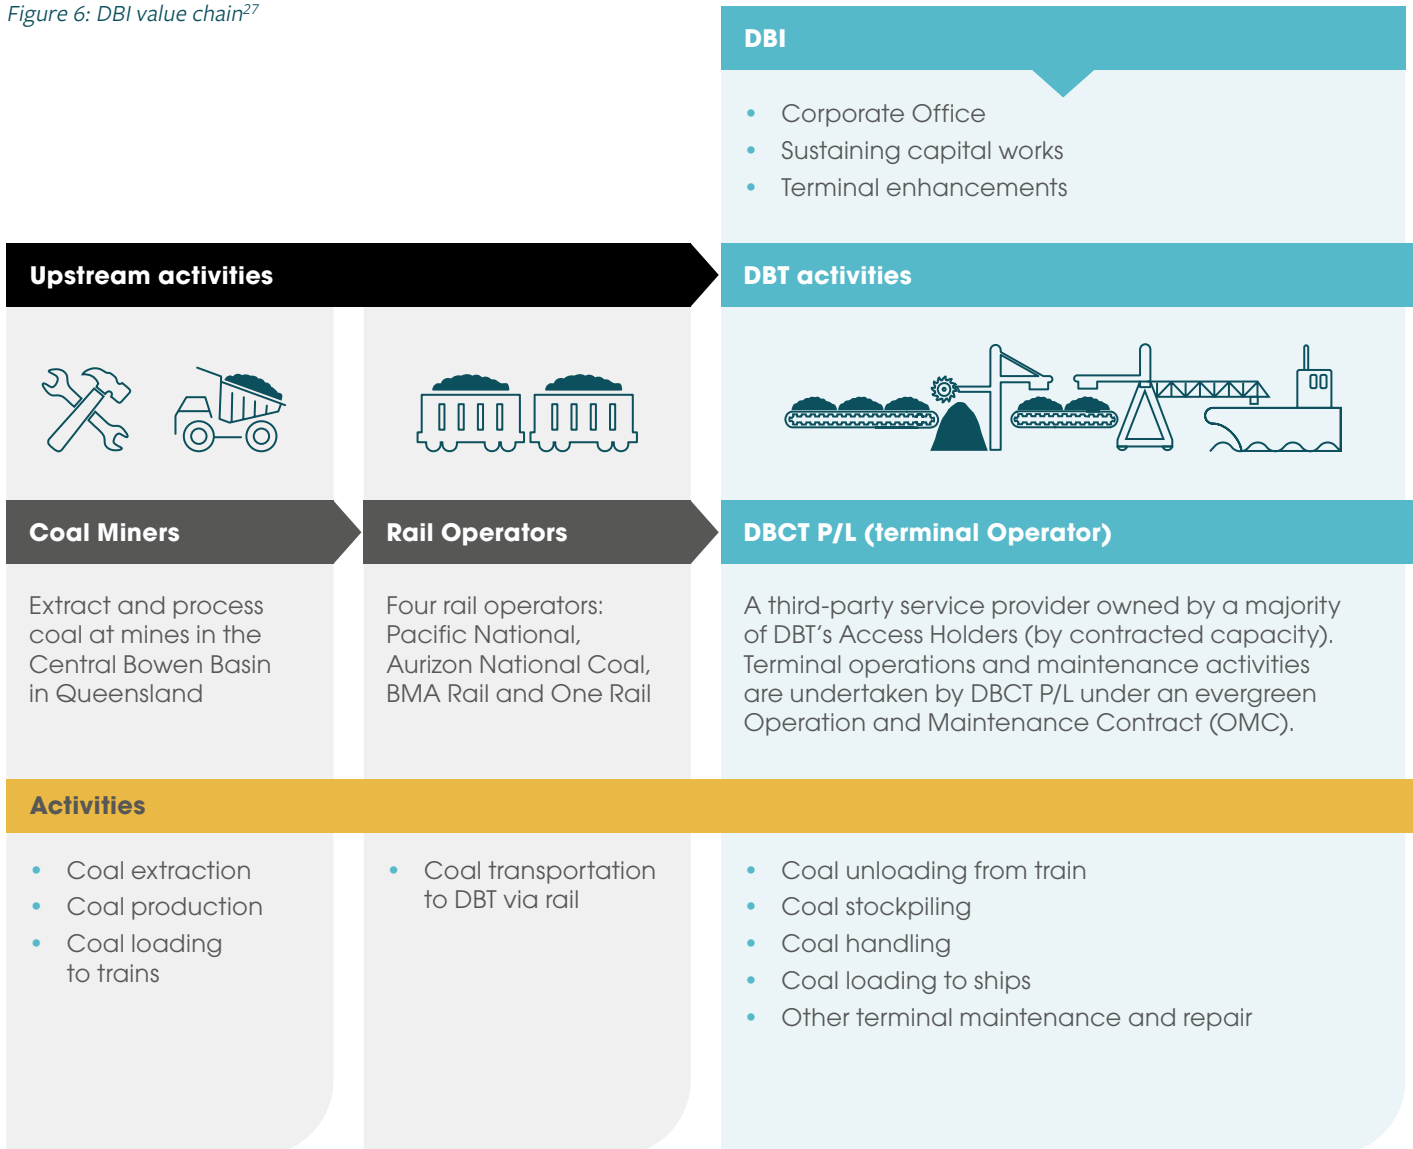 Figure 6: DBI value chain27
DBI
• Corporate Office
• Sustaining capital works
• Terminal enhancements
Upstream activities
DBT activities
Coal Miners
Extract and process
coal at mines in the
Central Bowen Basin
in Queensland
Rail Operators
Four rail operators:
Pacific National,
Aurizon National Coal,
BMA Rail and One Rail
DBCT P/L (terminal Operator)
A third-party service provider owned by a majority
of DBT's Access Holders (by contracted capacity).
Terminal operations and maintenance activities
are undertaken by DBCT P/L under an evergreen
Operation and Maintenance Contract (OMC).
Activities
• Coal extraction
• Coal production
• Coal loading
to trains
• Coal transportation
to DBT via rail
• Coal unloading from train
• Coal stockpiling
• Coal handling
• Coal loading to ships
• Other terminal maintenance and repair